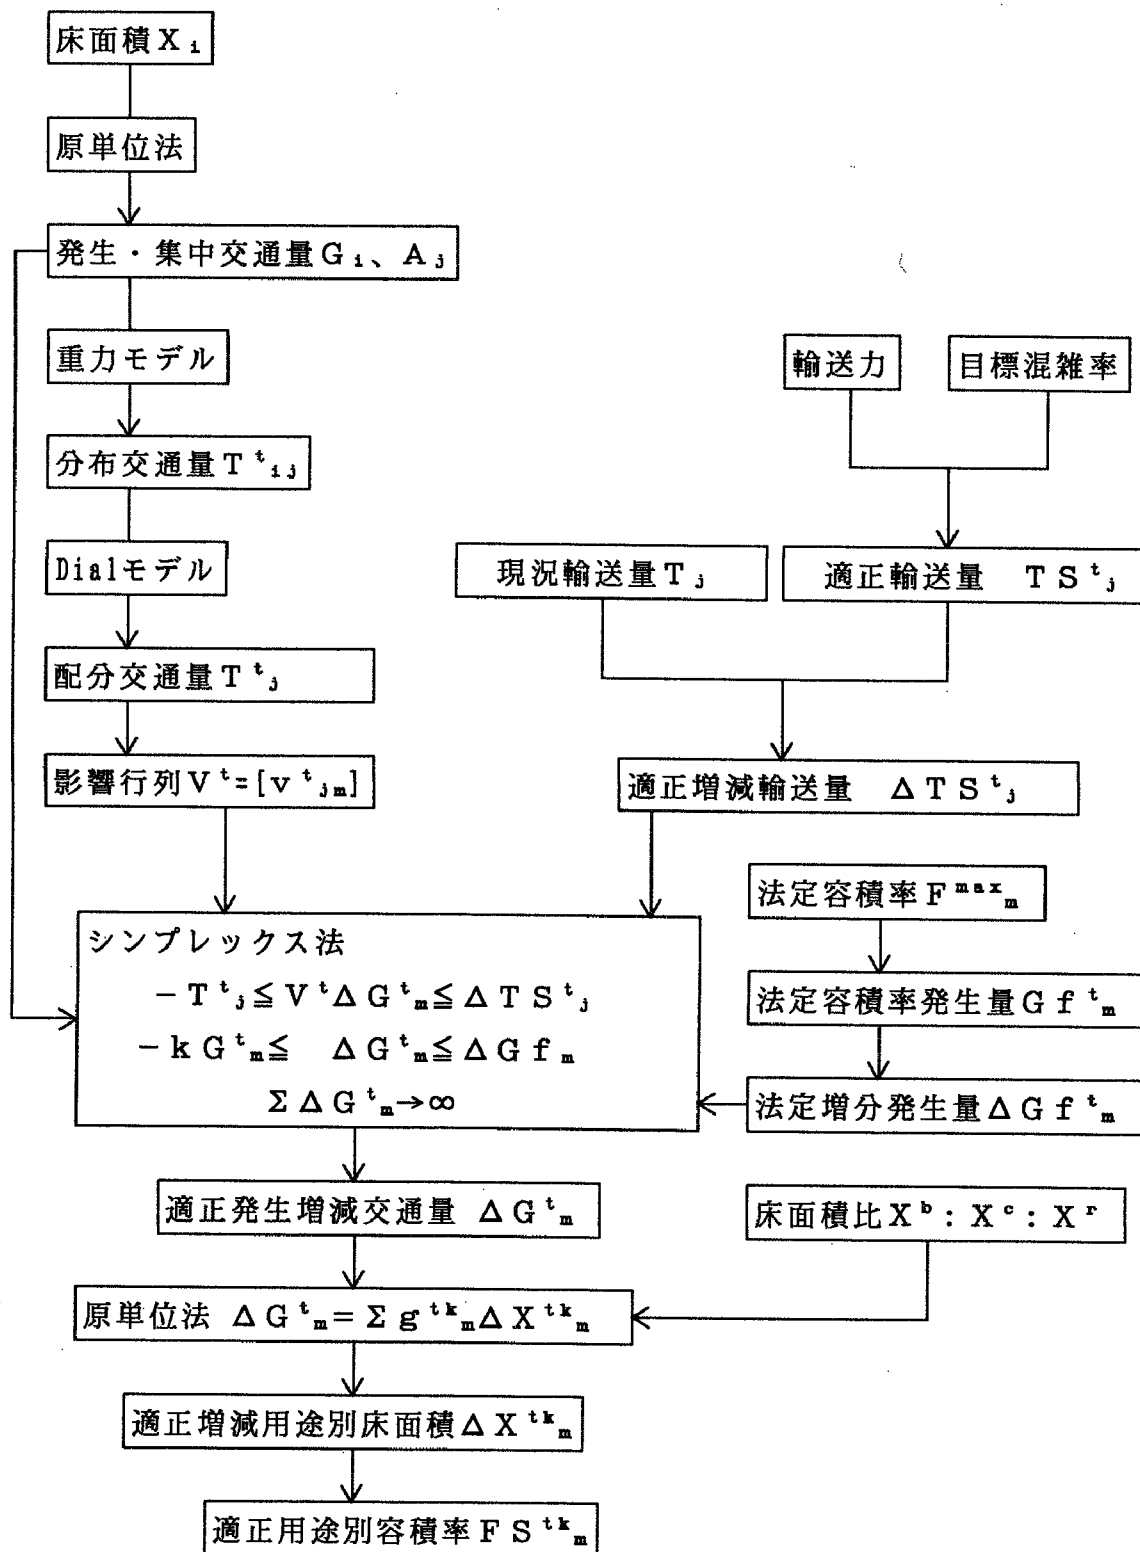 床面積Xᵢ
原単位法
発生・集中交通量Gᵢ、Aⱼ
重力モデル
輸送力
目標混雑率
分布交通量Tᵗᵢⱼ
Dialモデル
現況輸送量Tⱼ
適正輸送量 TSᵗⱼ
配分交通量Tᵗⱼ
影響行列Vᵗ=[vᵗⱼₘ]
適正増減輸送量 ΔTSᵗⱼ
法定容積率Fᵐᵃˣₘ
シンプレックス法
−Tᵗⱼ≦VᵗΔGᵗₘ≦ΔTSᵗⱼ
−kGᵗₘ≦ ΔGᵗₘ≦ΔGfₘ
ΣΔGᵗₘ→∞
法定容積率発生量Gfᵗₘ
法定増分発生量ΔGfᵗₘ
適正発生増減交通量 ΔGᵗₘ
床面積比Xᵇ:Xᶜ:Xʳ
原単位法 ΔGᵗₘ=ΣgᵗᵏₘΔXᵗᵏₘ
適正増減用途別床面積ΔXᵗᵏₘ
適正用途別容積率FSᵗᵏₘ